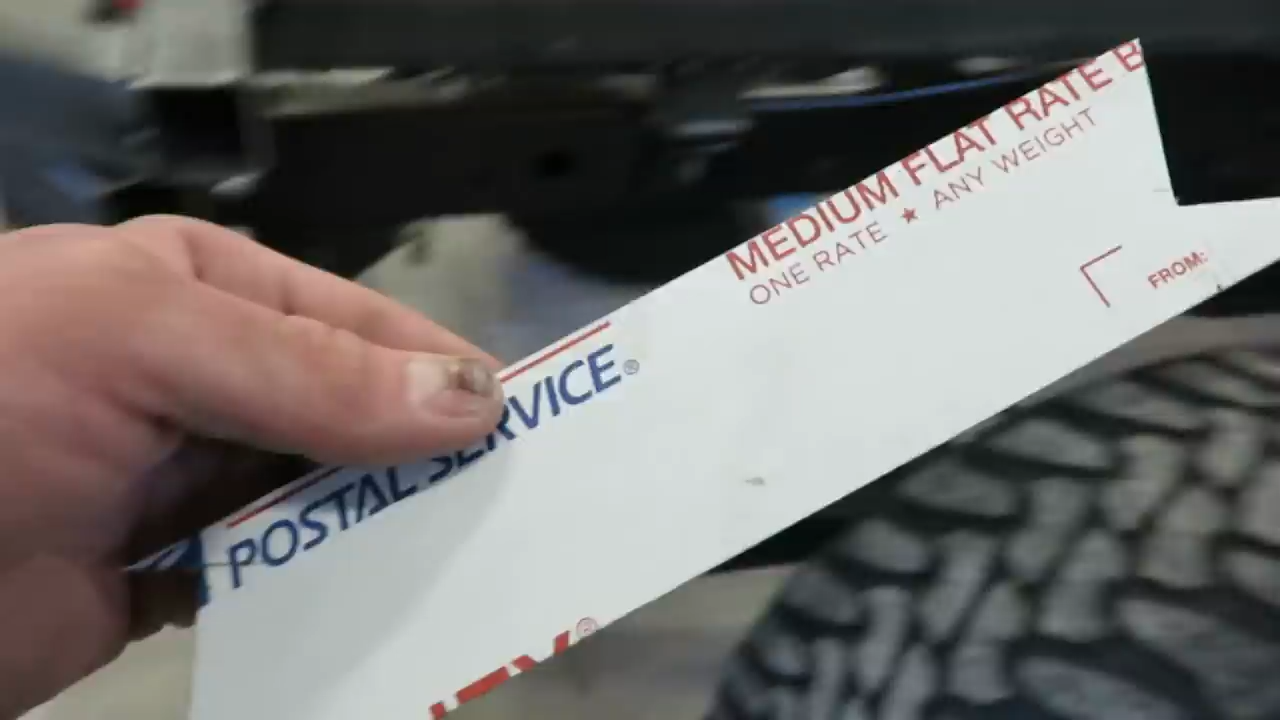 MEDIUM FLAT RATE B
ONE RATE ★ ANY WEIGHT
FROM:
POSTAL SERVICE®